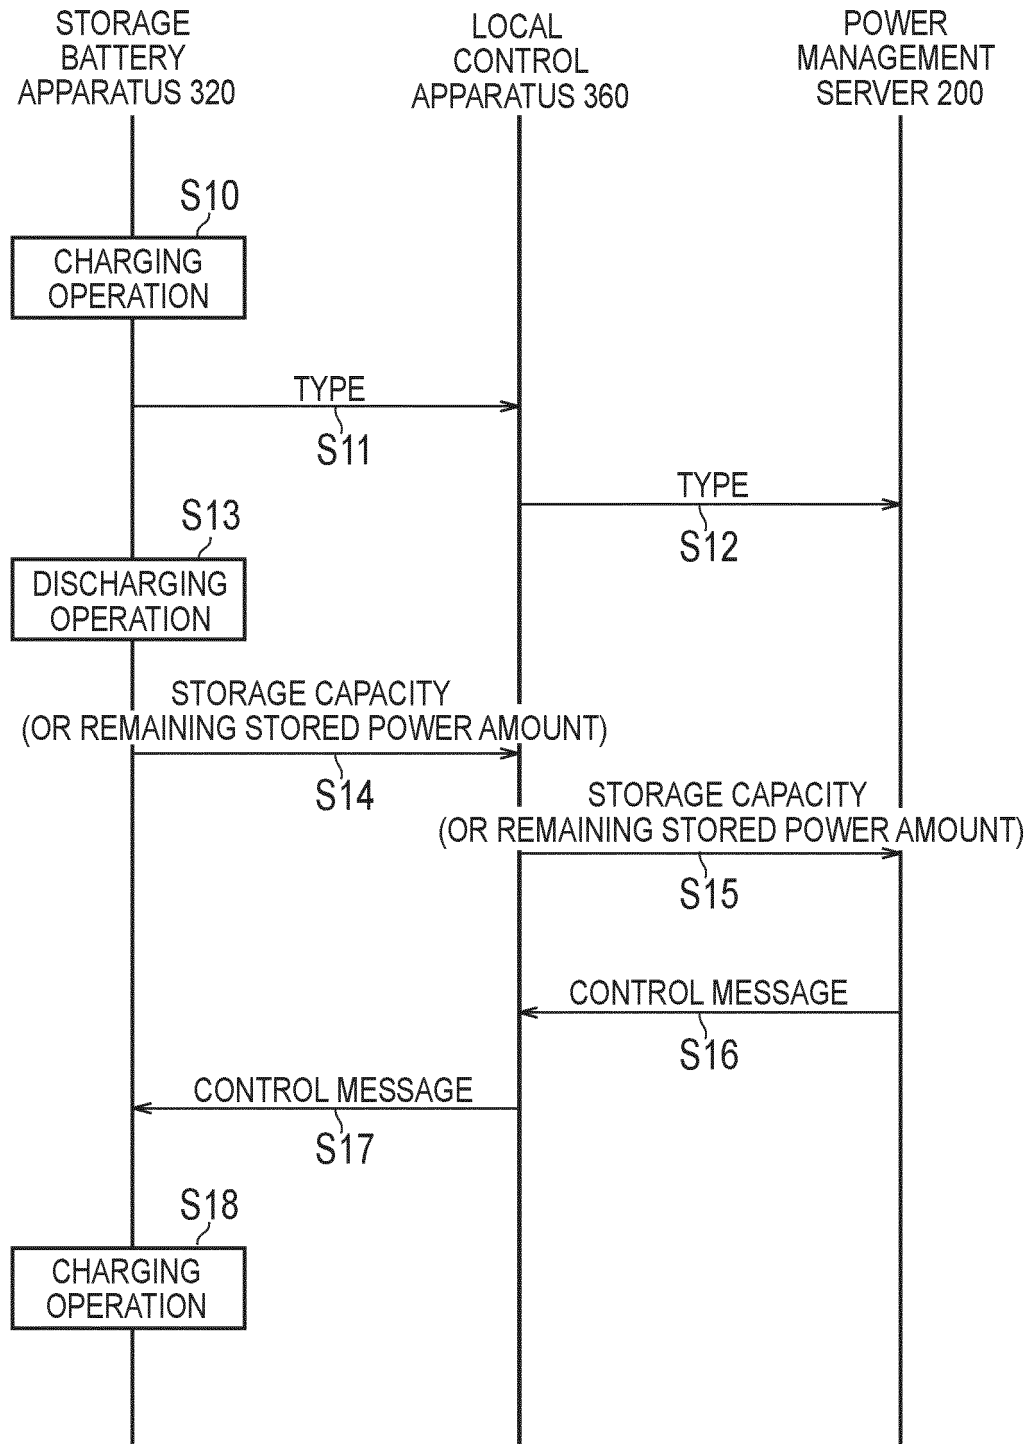 STORAGE
BATTERY
APPARATUS 320
LOCAL
CONTROL
APPARATUS 360
POWER
MANAGEMENT
SERVER 200
S10
CHARGING
OPERATION
TYPE
S11
TYPE
S12
S13
DISCHARGING
OPERATION
STORAGE CAPACITY
(OR REMAINING STORED POWER AMOUNT)
S14
STORAGE CAPACITY
(OR REMAINING STORED POWER AMOUNT)
S15
CONTROL MESSAGE
S16
CONTROL MESSAGE
S17
S18
CHARGING
OPERATION